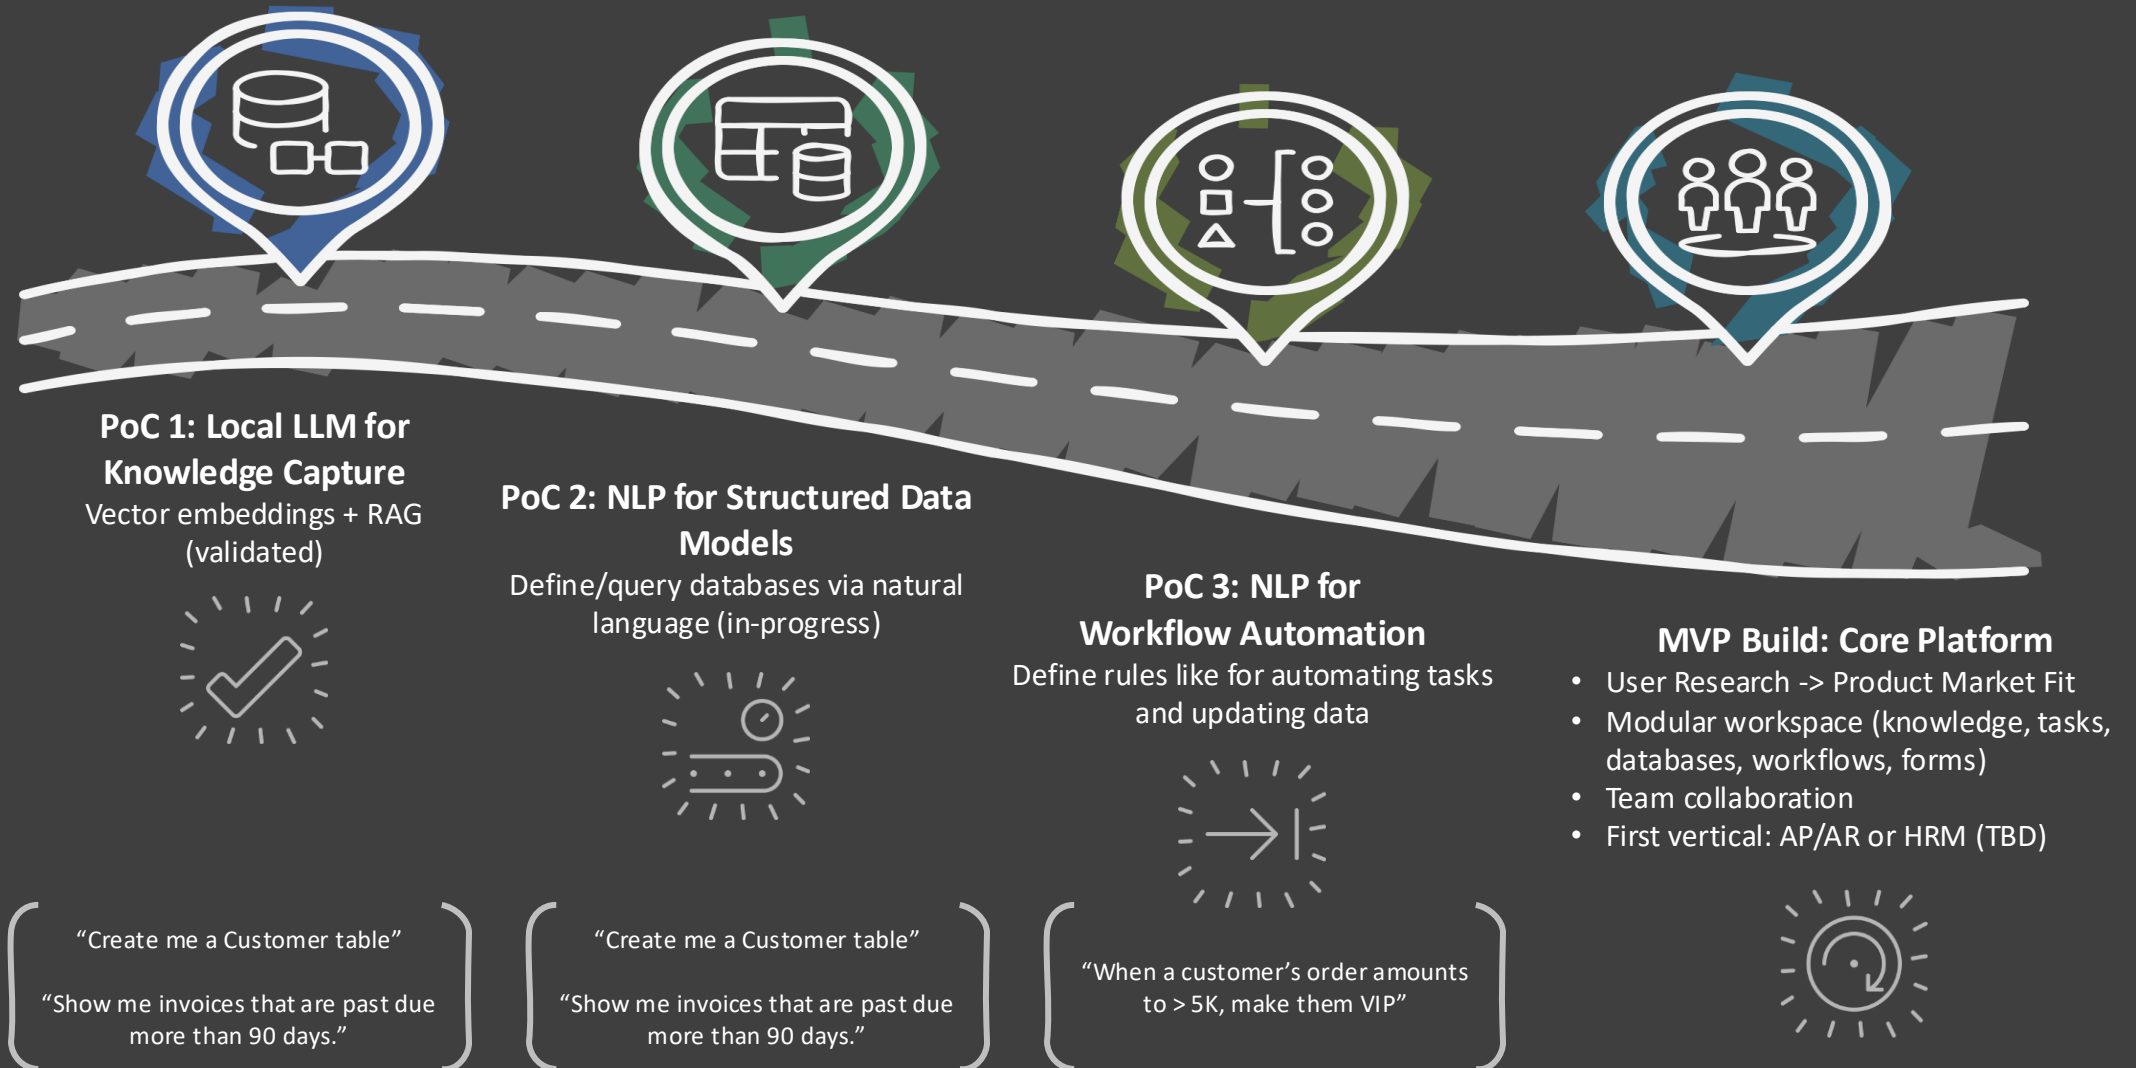 PoC 1: Local LLM for
Knowledge Capture
Vector embeddings + RAG
(validated)
PoC 2: NLP for Structured Data
Models
Define/query databases via natural
language (in-progress)
PoC 3: NLP for
Workflow Automation
Define rules like for automating tasks
and updating data
MVP Build: Core Platform
• User Research -> Product Market Fit
• Modular workspace (knowledge, tasks,
databases, workflows, forms)
• Team collaboration
• First vertical: AP/AR or HRM (TBD)
“Create me a Customer table”
“Show me invoices that are past due
more than 90 days.”
“Create me a Customer table”
“Show me invoices that are past due
more than 90 days.”
“When a customer’s order amounts
to > 5K, make them VIP”